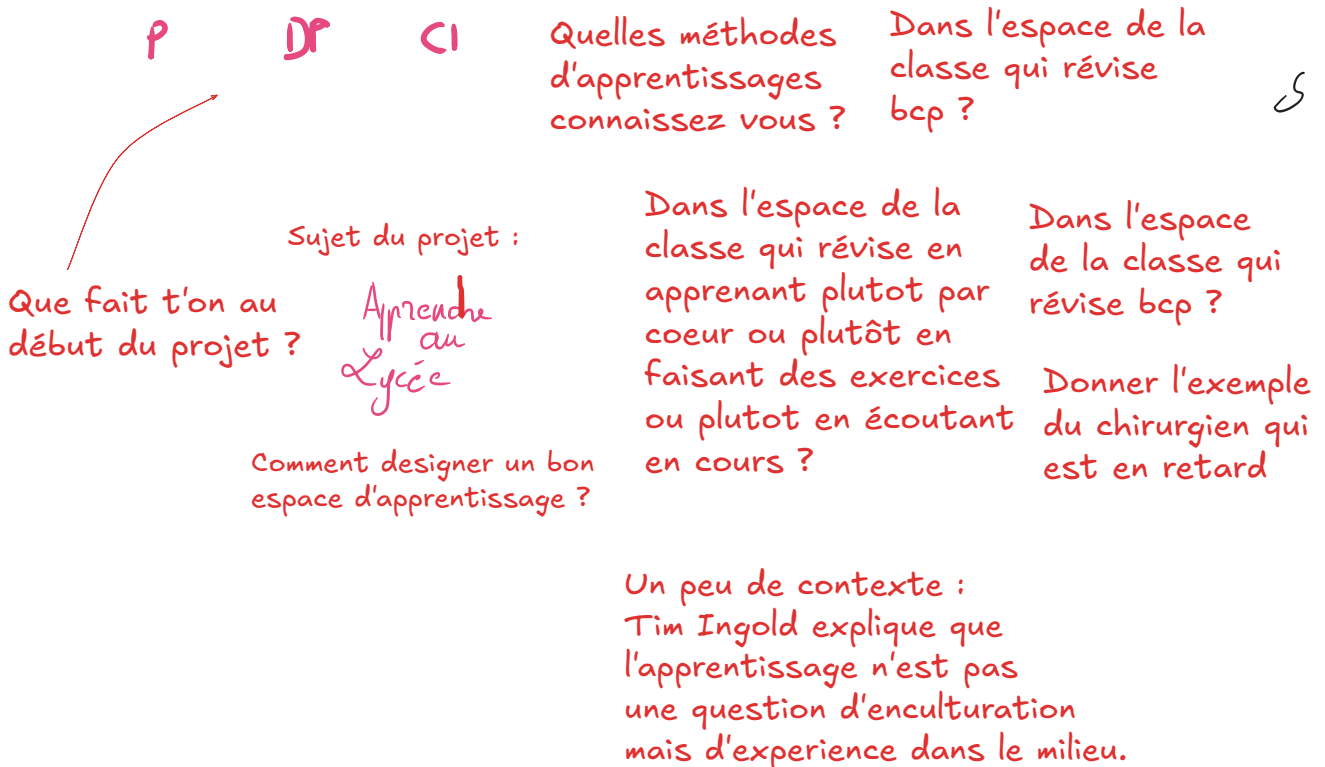 P DP CI
Quelles méthodes
d'apprentissages
connaissez vous ?
Dans l'espace de la
classe qui révise
bcp ?
Que fait t'on au
début du projet ?
Sujet du projet :
Apprendre
au
Lycée
Comment designer un bon
espace d'apprentissage ?
Dans l'espace de la
classe qui révise en
apprenant plutot par
coeur ou plutôt en
faisant des exercices
ou plutot en écoutant
en cours ?
Dans l'espace
de la classe qui
révise bcp ?
Donner l'exemple
du chirurgien qui
est en retard
Un peu de contexte :
Tim Ingold explique que
l'apprentissage n'est pas
une question d'enculturation
mais d'experience dans le milieu.